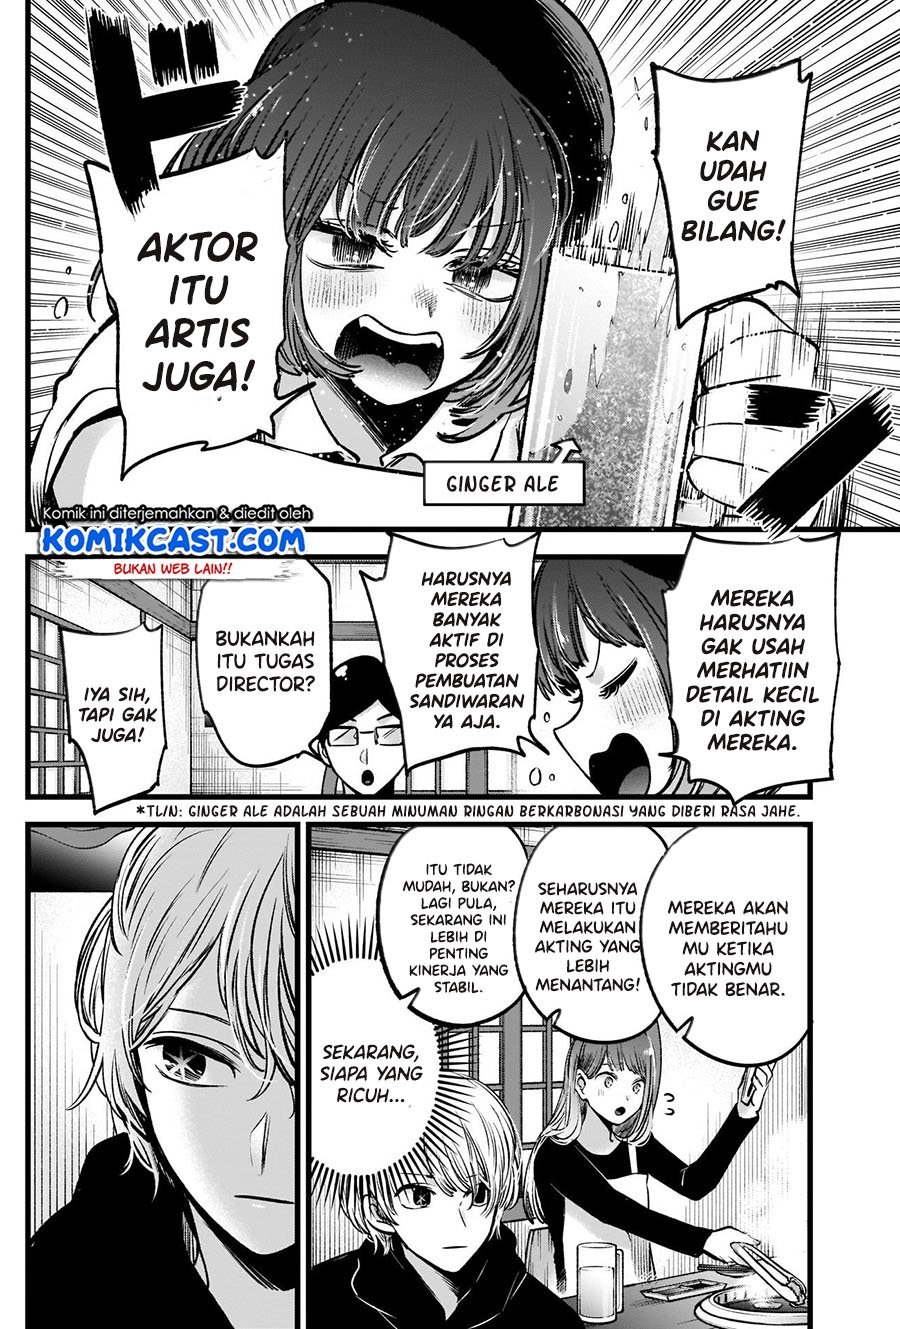 KAN
UDAH
GUE
BILANG!
AKTOR
ITU
ARTIS
JUGA!
ド
GINGER ALE
Komik ini diterjemahkan & diedit oleh
KOMIKCAST.COM
BUKAN WEB LAIN!!
MEREKA
HARUSNYA
GAK USAH
MERHATIIN
DETAIL KECIL
DI AKTING
MEREKA.
HARUSNYA
MEREKA
BANYAK
AKTIF DI
PROSES
PEMBUATAN
SANDIWARAN
YA AJA.
BUKANKAH
ITU TUGAS
DIRECTOR?
IYA SIH,
TAPI GAK
JUGA!
*TL/N: GINGER ALE ADALAH SEBUAH MINUMAN RINGAN BERKARBONASI YANG DIBERI RASA JAHE.
MEREKA AKAN
MEMBERITAHU
MU KETIKA
AKTINGMU
TIDAK BENAR.
SEHARUSNYA
MEREKA ITU
MELAKUKAN
AKTING YANG
LEBIH
MENANTANG!
ITU TIDAK
MUDAH, BUKAN?
LAGI PULA,
SEKARANG INI
LEBIH DI
PENTING
KINERJA YANG
STABIL.
SEKARANG,
SIAPA YANG
RICUH...